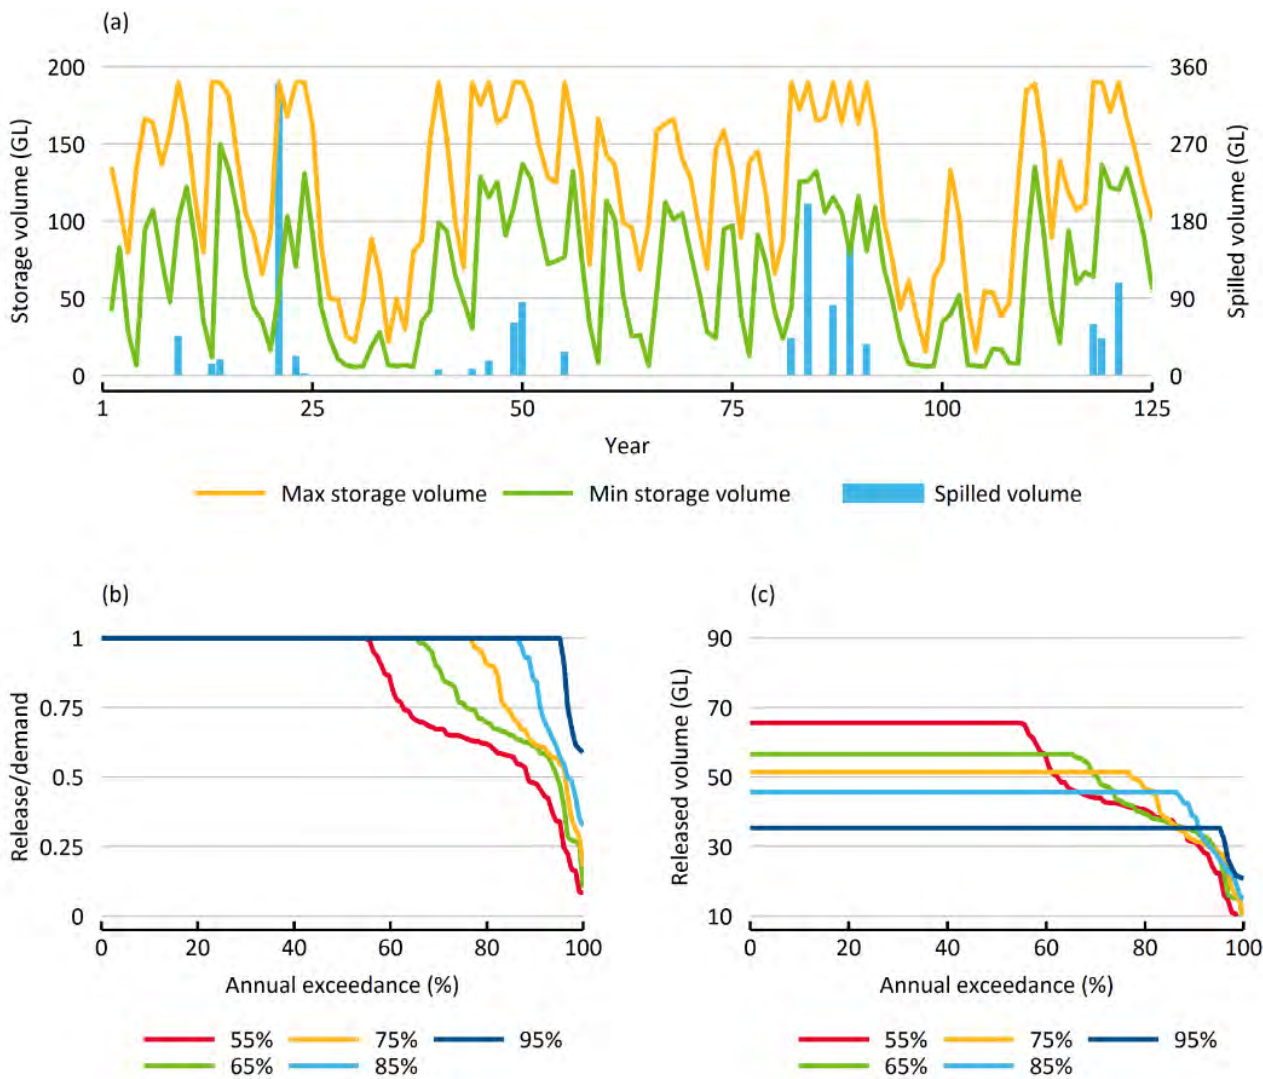 (a)
200 360
150 270
100 180
50 90
0 0
Storage volume (GL)
Spilled volume (GL)
1 25 50 75 100 125
Year
Max storage volume Min storage volume Spilled volume
(b)
1
0.75
0.5
0.25
0
Release/demand
0 20 40 60 80 100
Annual exceedance (%)
55% 75% 95%
65% 85%
(c)
90
70
50
30
10
Released volume (GL)
0 20 40 60 80 100
Annual exceedance (%)
55% 75% 95%
65% 85%